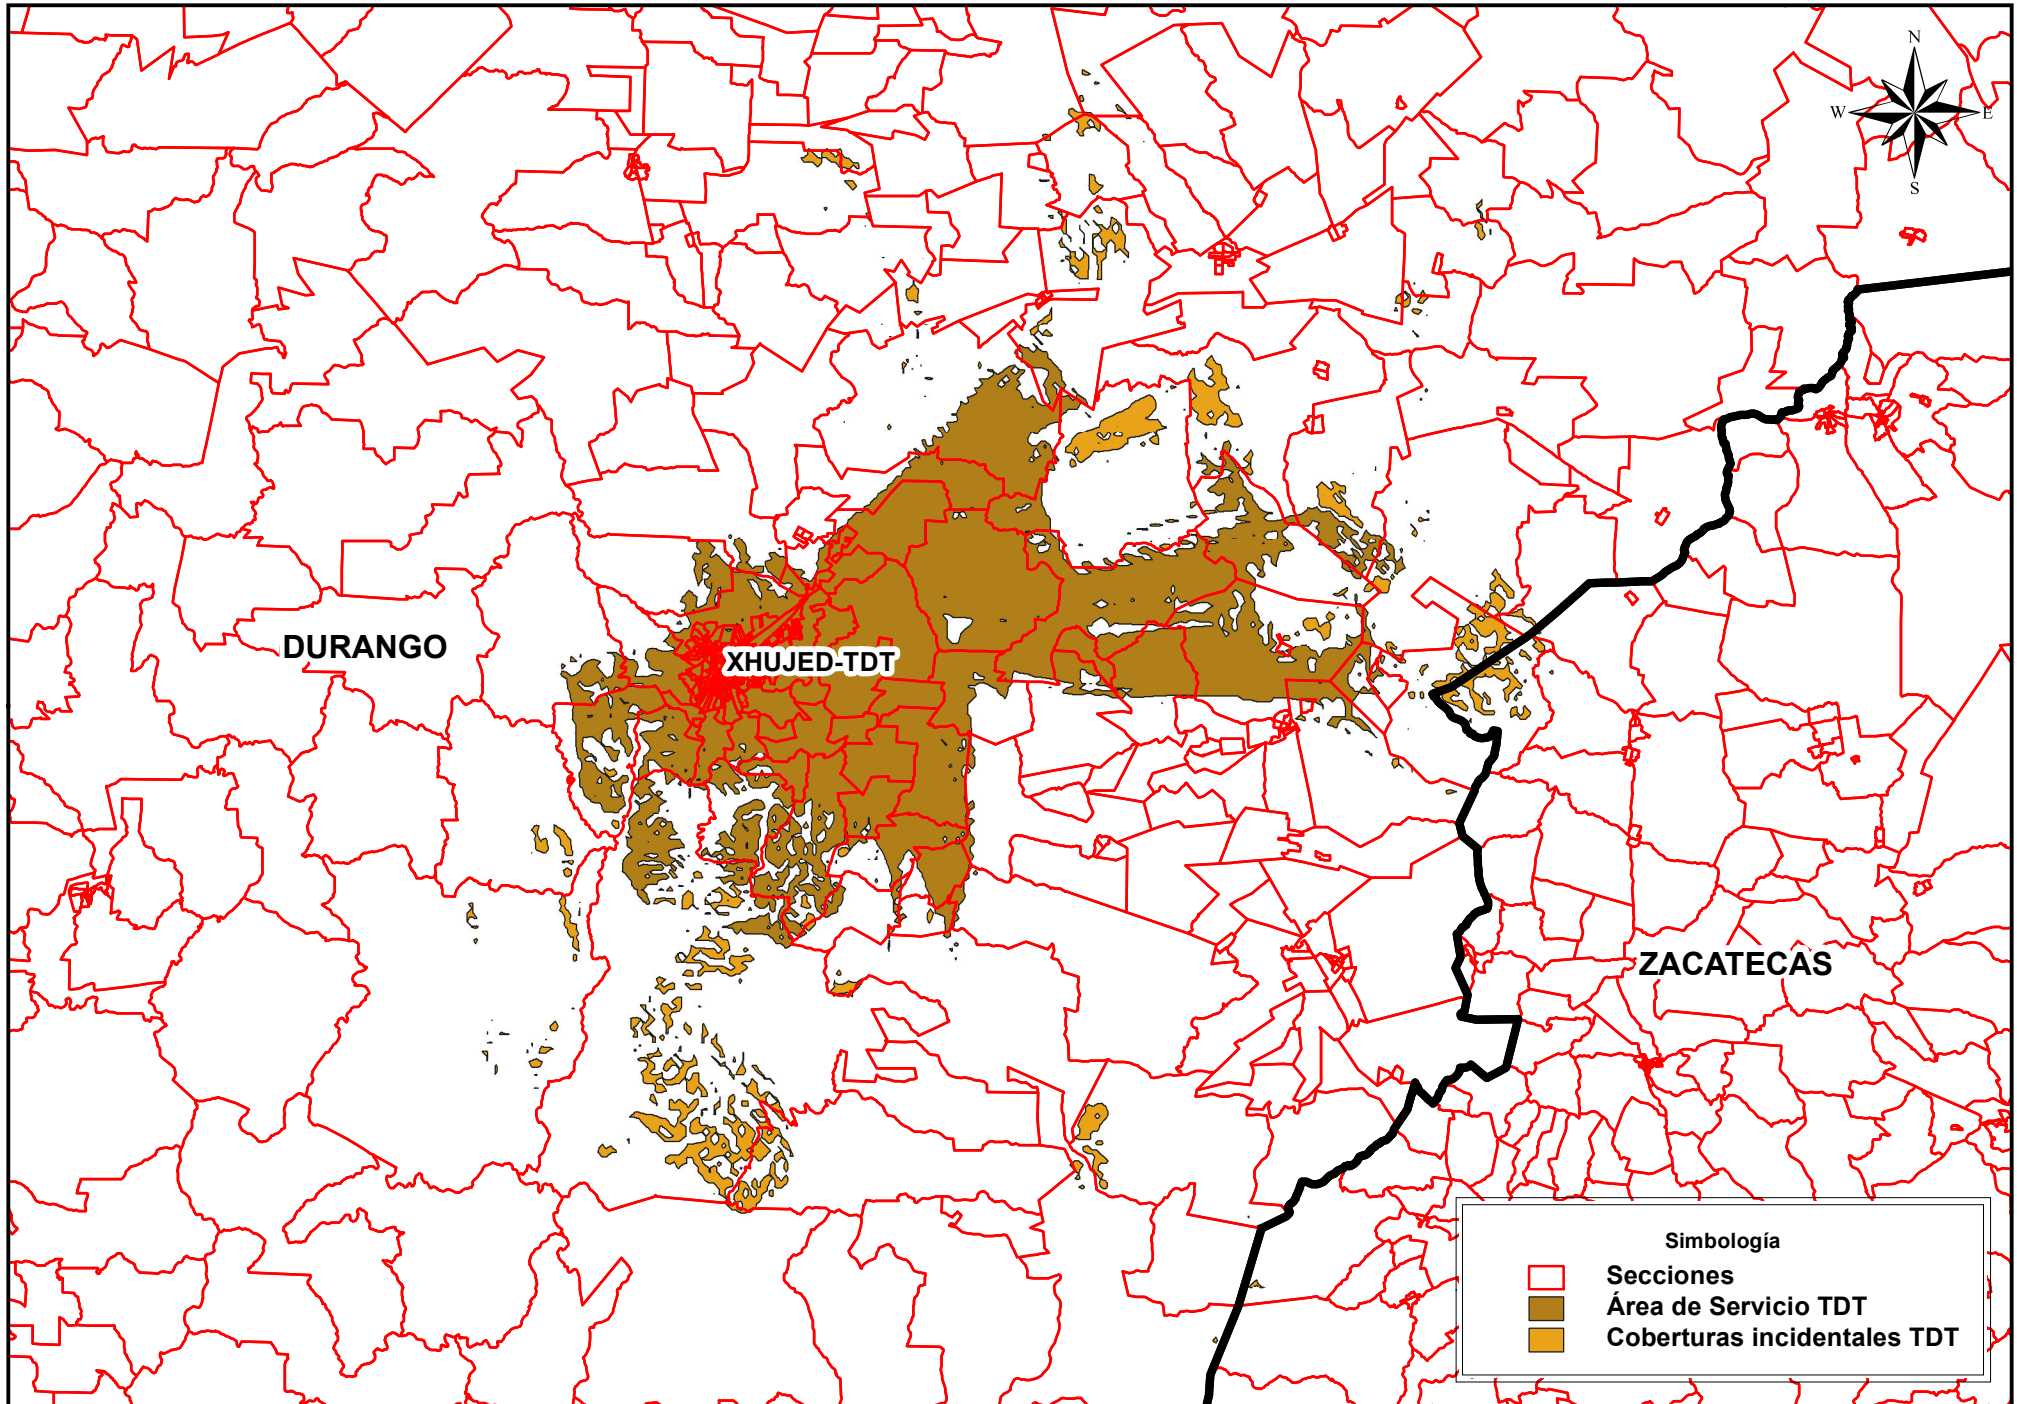 N
W
E
S
DURANGO
XHUJED-TDT
ZACATECAS
Simbología
Secciones
Área de Servicio TDT
Coberturas incidentales TDT